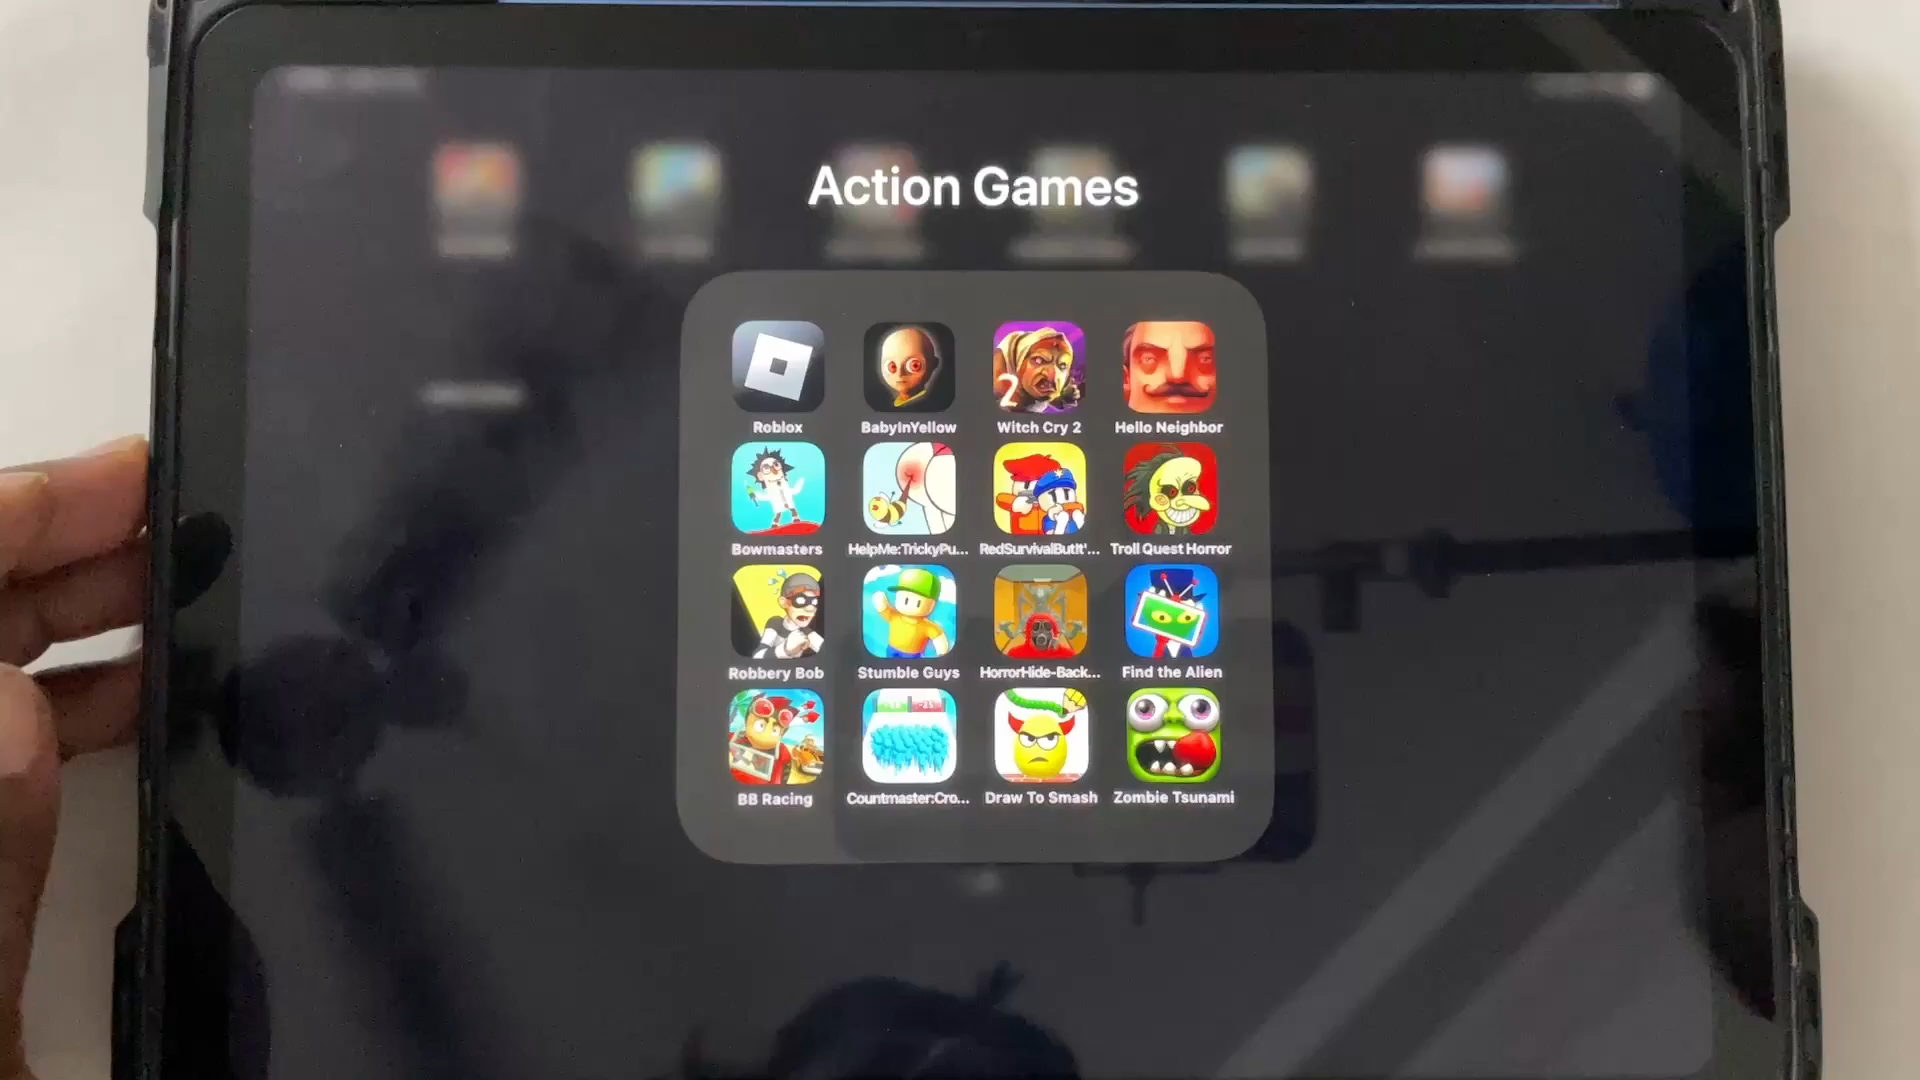 Action Games
Roblox BabyInYellow Witch Cry 2 Hello Neighbor
Bowmasters HelpMe:TrickyPu... RedSurvivalButIt'... Troll Quest Horror
Robbery Bob Stumble Guys HorrorHide-Back... Find the Alien
BB Racing Countmaster:Cro... Draw To Smash Zombie Tsunami